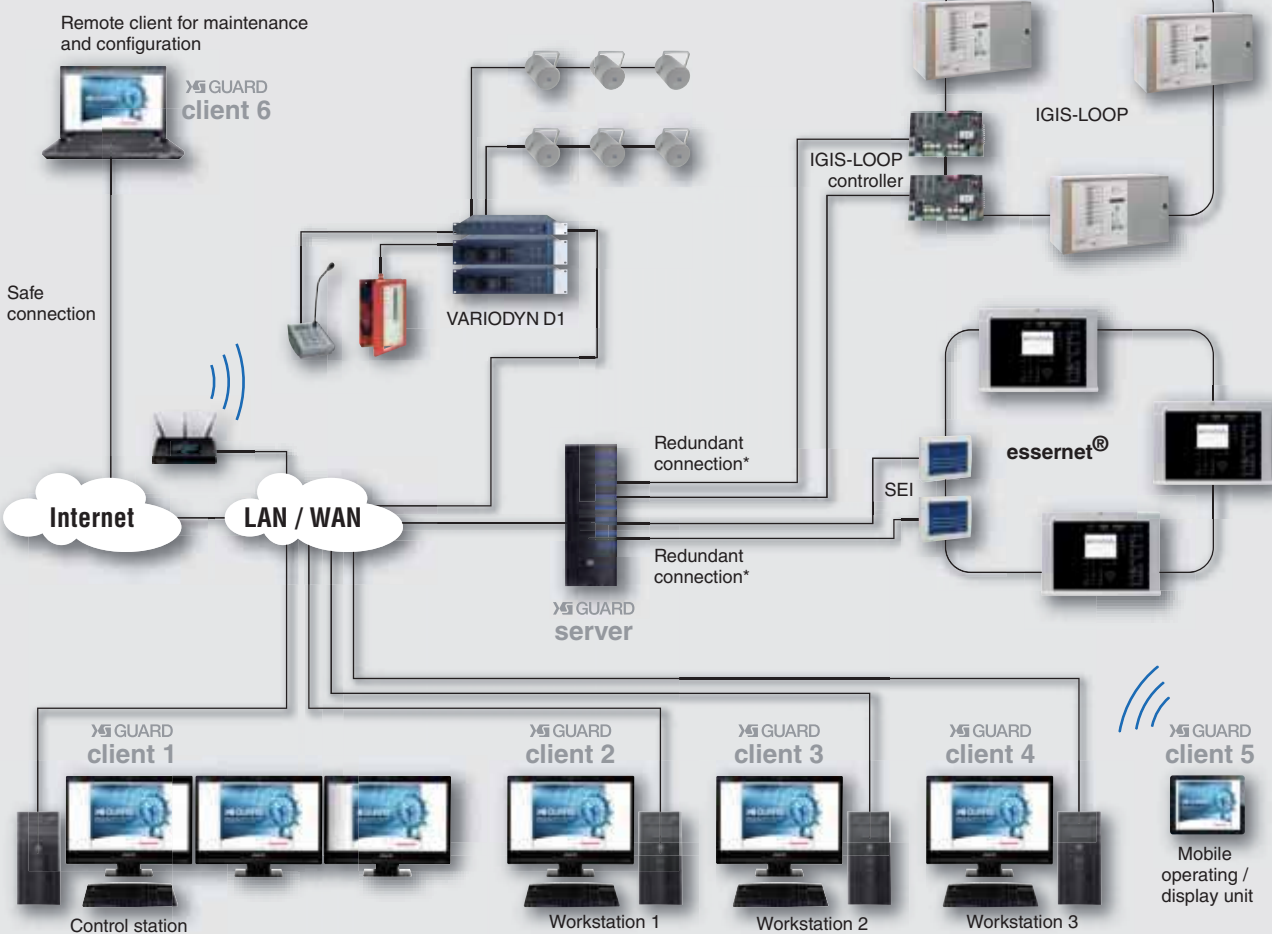 Remote client for maintenance
and configuration
GUARD
client 6
IGIS-LOOP
IGIS-LOOP
controller
Safe
connection
VARIODYN D1
Redundant
connection*
essernet®
SEI
Internet
LAN / WAN
Redundant
connection*
GUARD
server
GUARD
client 1
GUARD
client 2
GUARD
client 3
GUARD
client 4
GUARD
client 5
Control station
Workstation 1
Workstation 2
Workstation 3
Mobile
operating /
display unit